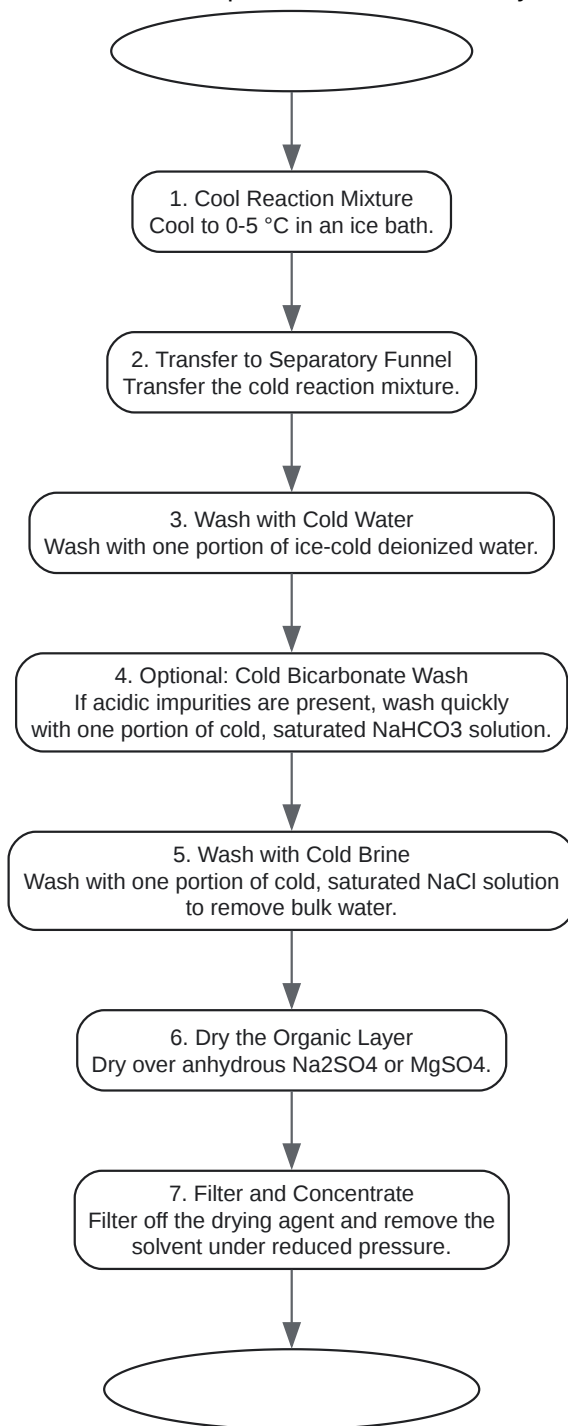 1. Cool Reaction Mixture
Cool to 0-5 °C in an ice bath.
2. Transfer to Separatory Funnel
Transfer the cold reaction mixture.
3. Wash with Cold Water
Wash with one portion of ice-cold deionized water.
4. Optional: Cold Bicarbonate Wash
If acidic impurities are present, wash quickly
with one portion of cold, saturated NaHCO3 solution.
5. Wash with Cold Brine
Wash with one portion of cold, saturated NaCl solution
to remove bulk water.
6. Dry the Organic Layer
Dry over anhydrous Na2SO4 or MgSO4.
7. Filter and Concentrate
Filter off the drying agent and remove the
solvent under reduced pressure.